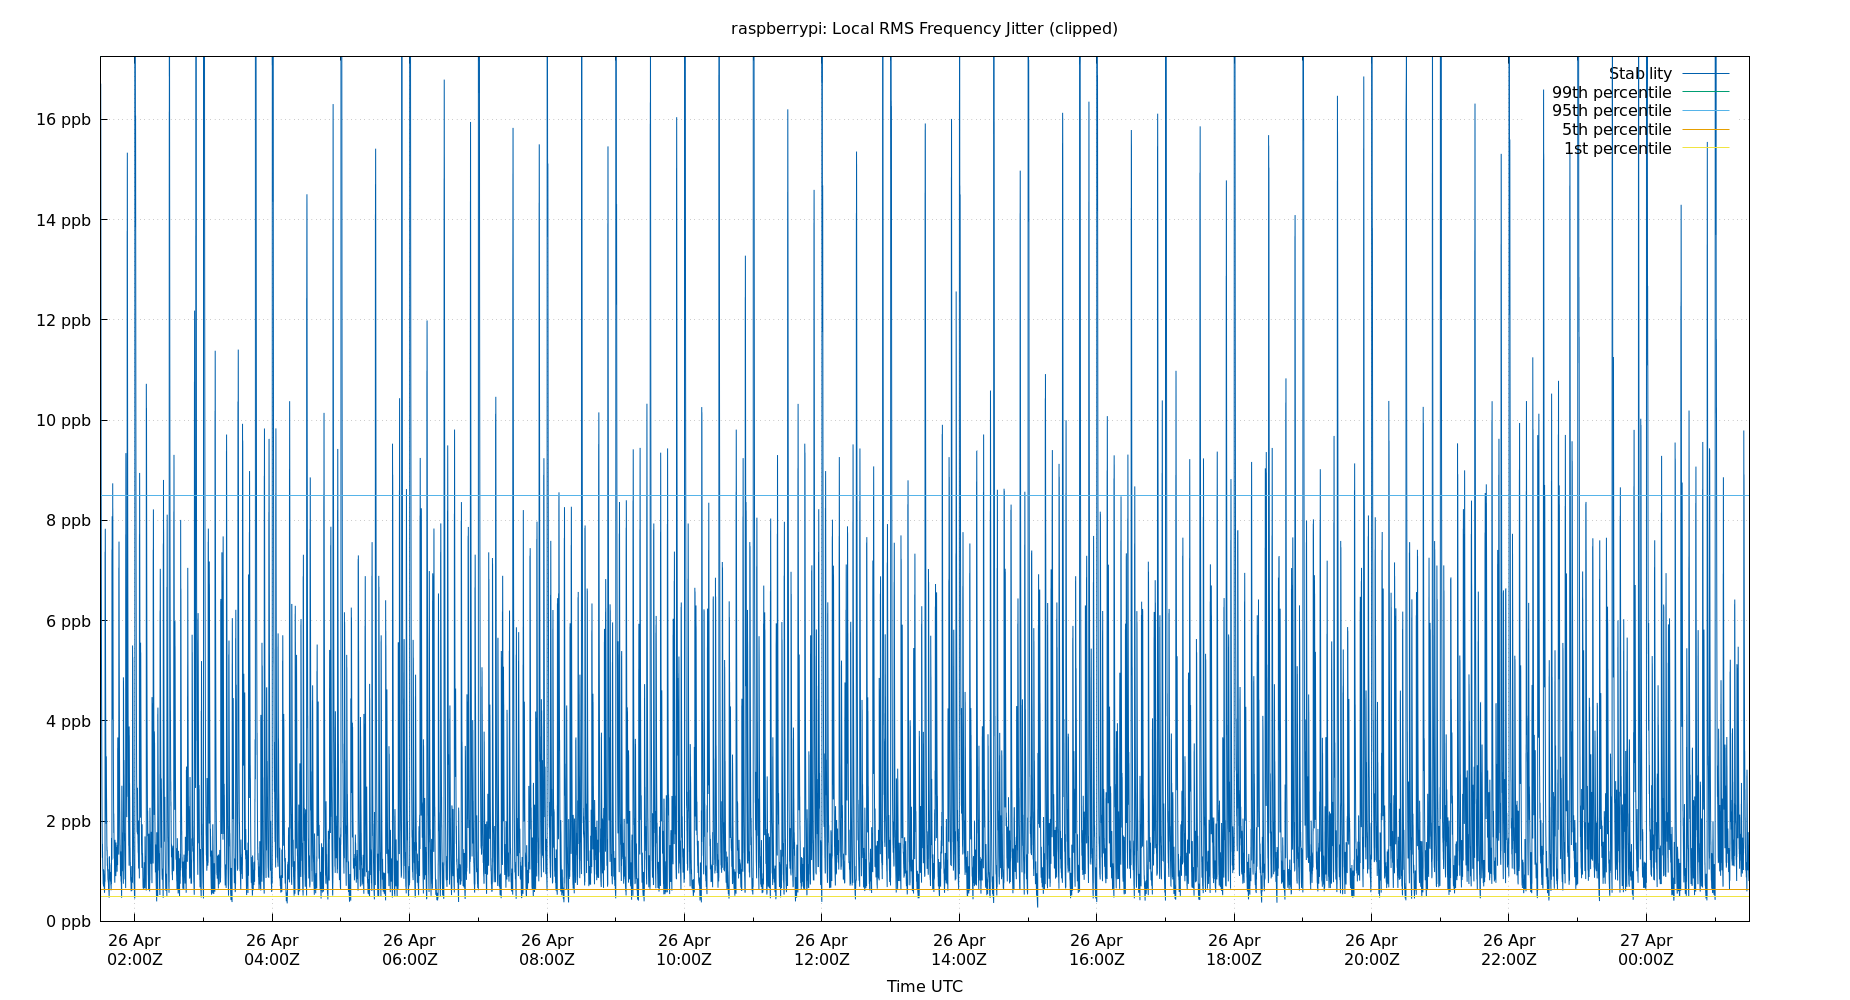 raspberrypi: Local RMS Frequency Jitter (clipped)
Stability
99th percentile
95th percentile
5th percentile
1st percentile
16 ppb
14 ppb
12 ppb
10 ppb
8 ppb
6 ppb
4 ppb
2 ppb
0 ppb
26 Apr 26 Apr 26 Apr 26 Apr 26 Apr 26 Apr 26 Apr 26 Apr 26 Apr 26 Apr 26 Apr 27 Apr
02:00Z 04:00Z 06:00Z 08:00Z 10:00Z 12:00Z 14:00Z 16:00Z 18:00Z 20:00Z 22:00Z 00:00Z
Time UTC